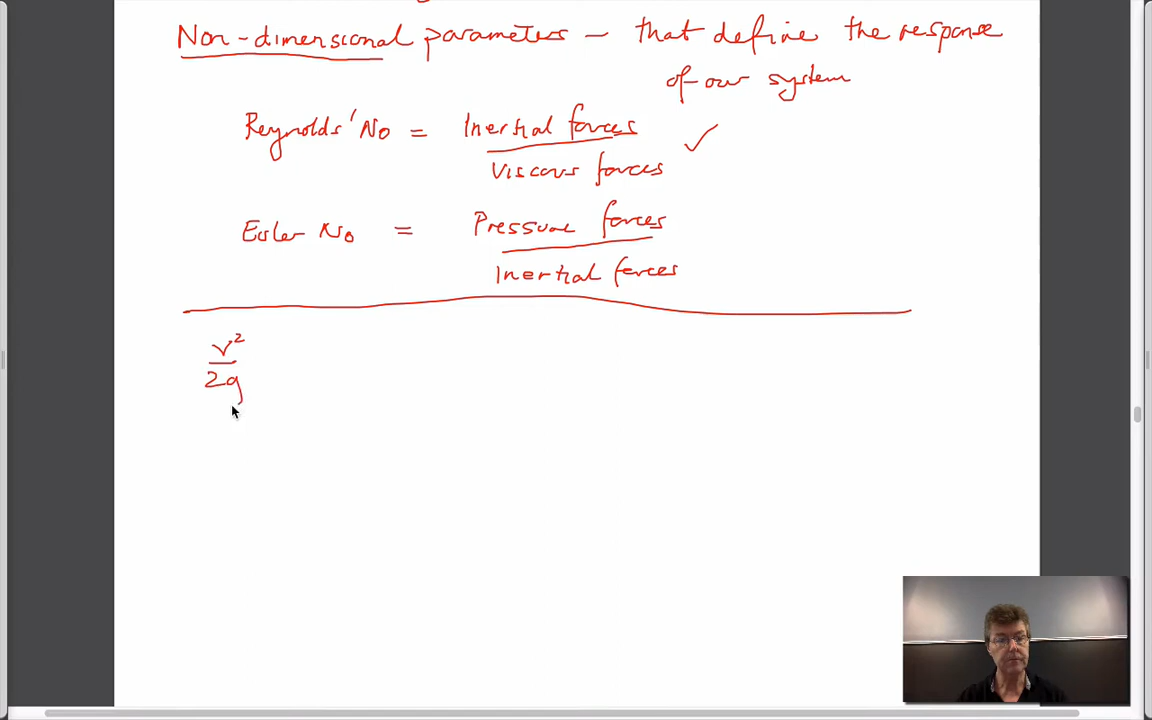 Non-dimensional parameters - that define the response
of our system
Reynolds' No = Inertial forces
Viscous forces ✓
Euler No = Pressure forces
Inertial forces
v²
2g